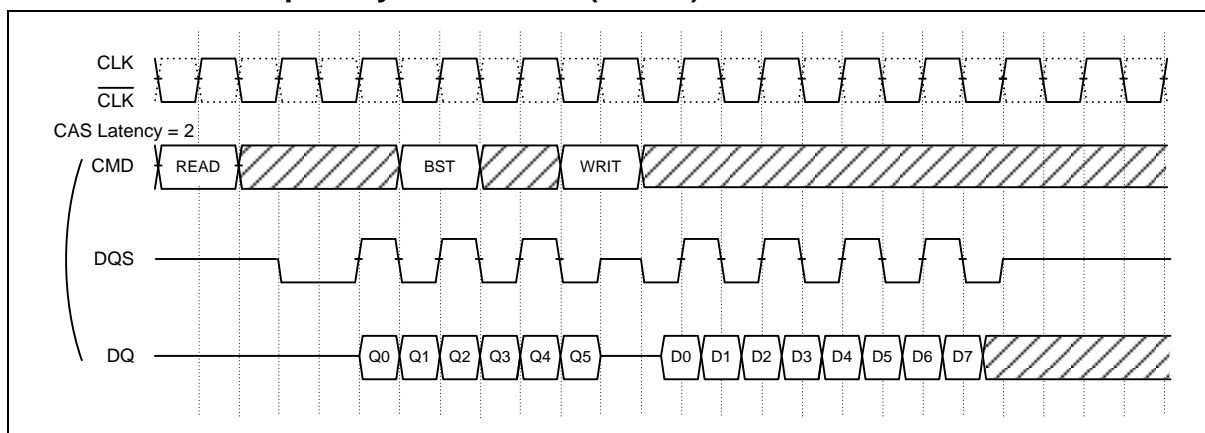 CLK
CLK
CAS Latency = 2
CMD READ BST WRIT
DQS
DQ Q0 Q1 Q2 Q3 Q4 Q5 D0 D1 D2 D3 D4 D5 D6 D7